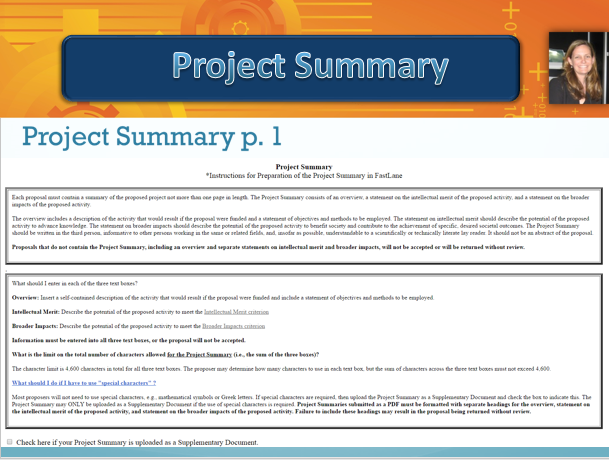 Project Summary
Project Summary p. 1
Project Summary
*Instructions for Preparation of the Project Summary in FastLane
Each proposal must contain a summary of the proposed project not more than one page in length. The Project Summary consists of an overview, a statement on the intellectual merit of the proposed activity, and a statement on the broader
impacts of the proposed activity.
The overview includes a description of the activity that would result if the proposal were funded and a statement of objectives and methods to be employed. The statement on intellectual merit should describe the potential of the proposed
activity to advance knowledge. The statement on broader impacts should describe the potential of the proposed activity to benefit society and contribute to the achievement of specific, desired societal outcomes. The Project Summary
should be written in the third person, informative to other persons working in the same or related fields, and, insofar as possible, understandable to a scientifically or technically literate lay reader. It should not be an abstract of the proposal.
Proposals that do not contain the Project Summary, including an overview and separate statements on intellectual merit and broader impacts, will not be accepted or will be returned without review.
What should I enter in each of the three text boxes?
Overview: Insert a self-contained description of the activity that would result if the proposal were funded and include a statement of objectives and methods to be employed.
Intellectual Merit: Describe the potential of the proposed activity to meet the Intellectual Merit criterion
Broader Impacts: Describe the potential of the proposed activity to meet the Broader Impacts criterion
Information must be entered into all three text boxes, or the proposal will not be accepted.
What is the limit on the total number of characters allowed for the Project Summary (i.e., the sum of the three boxes)?
The character limit is 4,600 characters in total for all three text boxes. The proposer may determine how many characters to use in each text box, but the sum of characters across the three text boxes must not exceed 4,600.
What should I do if I have to use "special characters" ?
Most proposers will not need to use special characters, e.g., mathematical symbols or Greek letters. If special characters are required, then upload the Project Summary as a Supplementary Document and check the box to indicate this. The
Project Summary may ONLY be uploaded as a Supplementary Document if the use of special characters is required. Project Summaries submitted as a PDF must be formatted with separate headings for the overview, statement on
the intellectual merit of the proposed activity, and statement on the broader impacts of the proposed activity. Failure to include these headings may result in the proposal being returned without review.
Check here if your Project Summary is uploaded as a Supplementary Document.